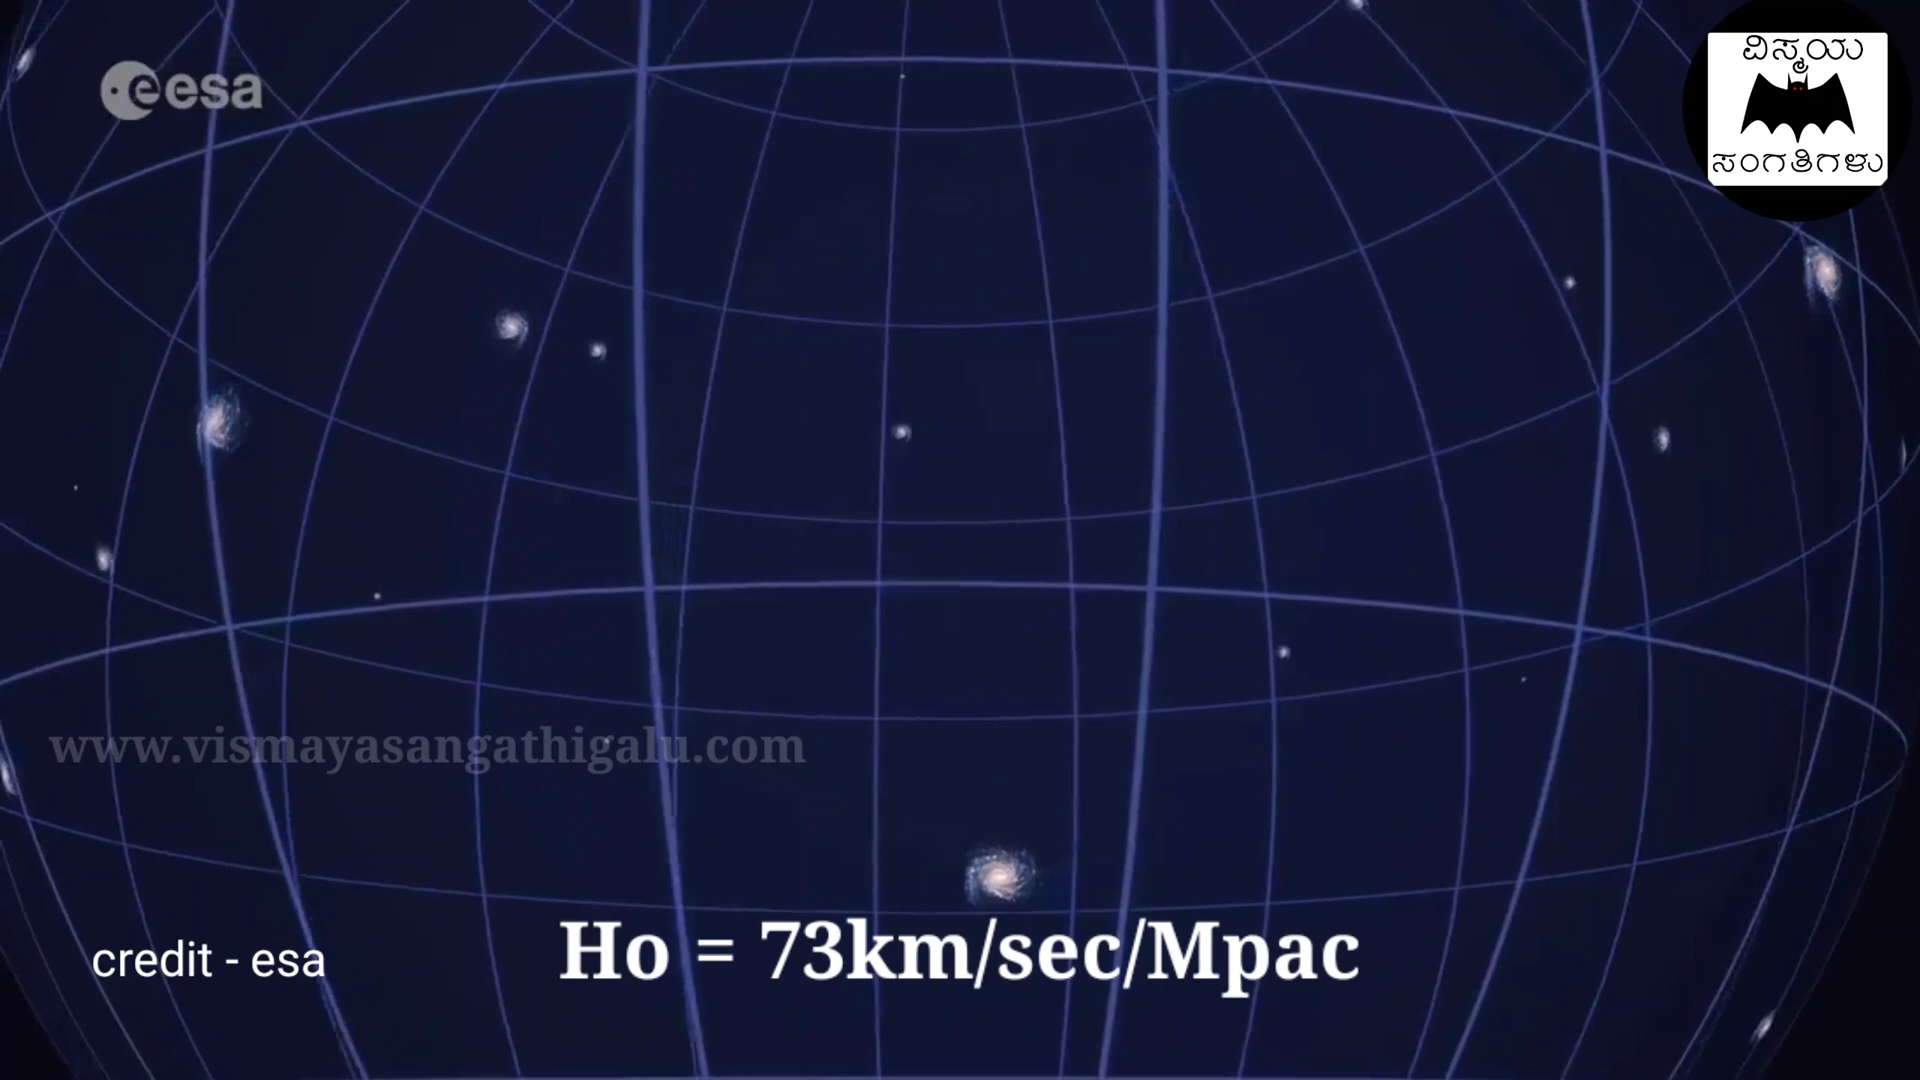 esa
ವಿಸ್ಮಯ
ಸಂಗತಿಗಳು
www.vismayasangathigalu.com
credit - esa
Ho = 73km/sec/Mpac